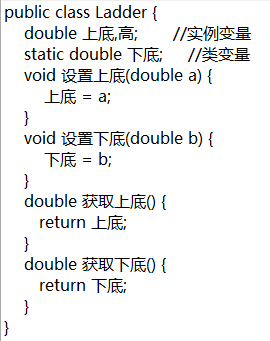 public class Ladder {
    double 上底,高;       //实例变量
    static double 下底;     //类变量
    void 设置上底(double a) {
        上底 = a;
    }
    void 设置下底(double b) {
        下底 = b;
    }
    double 获取上底() {
       return 上底;
    }
    double 获取下底() {
       return 下底;
    }
}